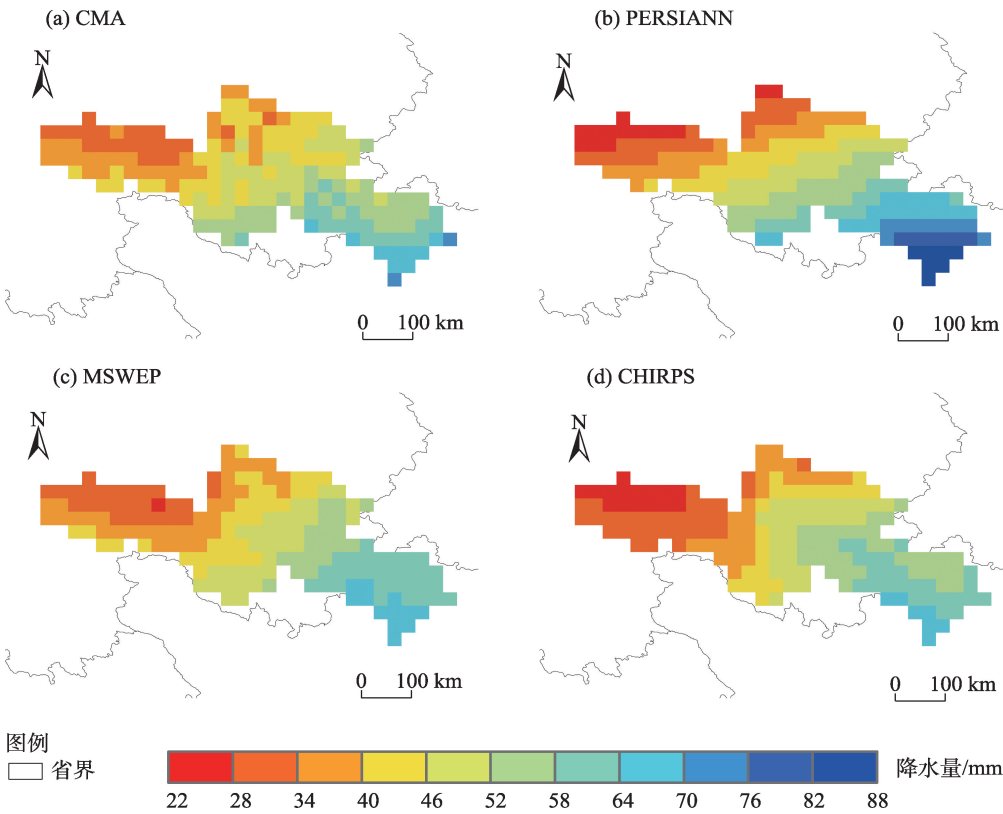 (a) CMA
(b) PERSIANN
N
N
0 100 km
0 100 km
(c) MSWEP
(d) CHIRPS
N
N
0 100 km
0 100 km
图例
省界
降水量/mm
22 28 34 40 46 52 58 64 70 76 82 88